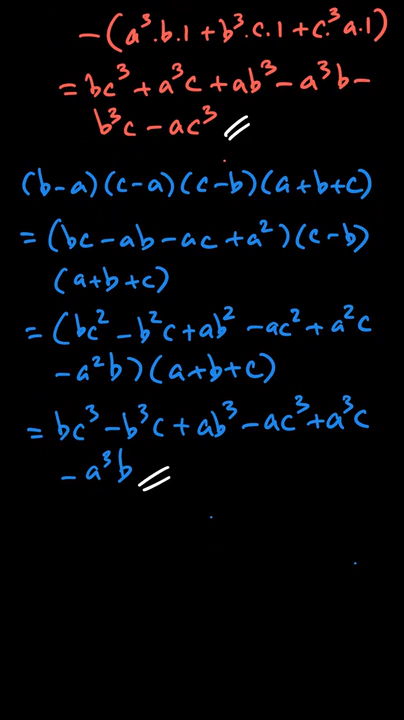 -(a³.b.1+b³.c.1+c.³a.1)
= bc³+a³c+ab³-a³b-
b³c-ac³
(b-a)(c-a)(c-b)(a+b+c)
=(bc-ab-ac+a²)(c-b)
(a+b+c)
=(bc²-b²c+ab²-ac²+a²c
-a²b)(a+b+c)
= bc³-b³c+ab³-ac³+a³c
-a³b